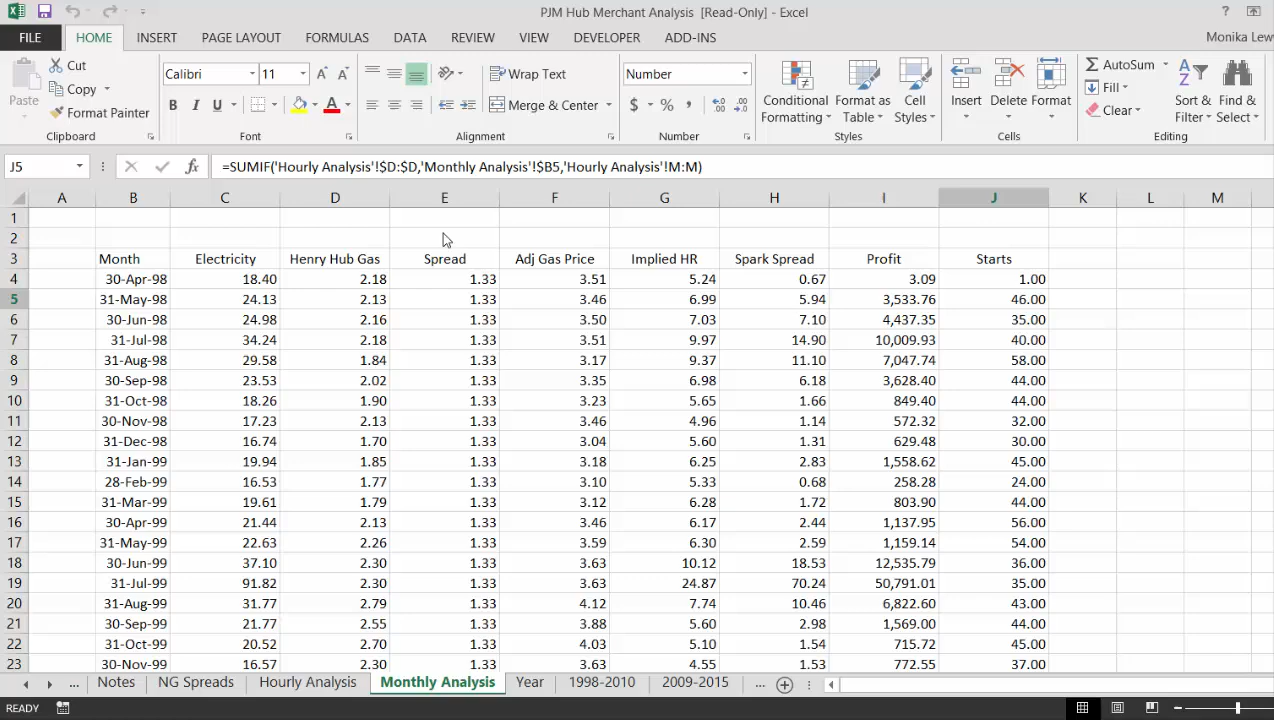 PJM Hub Merchant Analysis [Read-Only] - Excel
FILE HOME INSERT PAGE LAYOUT FORMULAS DATA REVIEW VIEW DEVELOPER ADD-INS Monika Lew
Paste Cut Copy Format Painter
Clipboard
Calibri 11
B I U
Font
Wrap Text
Merge & Center
Alignment
Number
$ % ,
Number
Conditional Formatting Format as Table Cell Styles
Styles
Insert Delete Format
Cells
AutoSum
Fill
Clear
Sort & Filter Find & Select
Editing
J5 =SUMIF('Hourly Analysis'!$D:$D,'Monthly Analysis'!$B5,'Hourly Analysis'!M:M)
A B C D E F G H I J K L M
1
2
3 Month Electricity Henry Hub Gas Spread Adj Gas Price Implied HR Spark Spread Profit Starts
4 30-Apr-98 18.40 2.18 1.33 3.51 5.24 0.67 3.09 1.00
5 31-May-98 24.13 2.13 1.33 3.46 6.99 5.94 3,533.76 46.00
6 30-Jun-98 24.98 2.16 1.33 3.50 7.03 7.10 4,437.35 35.00
7 31-Jul-98 34.24 2.18 1.33 3.51 9.97 14.90 10,009.93 40.00
8 31-Aug-98 29.58 1.84 1.33 3.17 9.37 11.10 7,047.74 58.00
9 30-Sep-98 23.53 2.02 1.33 3.35 6.98 6.18 3,628.40 44.00
10 31-Oct-98 18.26 1.90 1.33 3.23 5.65 1.66 849.40 44.00
11 30-Nov-98 17.23 2.13 1.33 3.46 4.96 1.14 572.32 32.00
12 31-Dec-98 16.74 1.70 1.33 3.04 5.60 1.31 629.48 30.00
13 31-Jan-99 19.94 1.85 1.33 3.18 6.25 2.83 1,558.62 45.00
14 28-Feb-99 16.53 1.77 1.33 3.10 5.33 0.68 258.28 24.00
15 31-Mar-99 19.61 1.79 1.33 3.12 6.28 1.72 803.90 44.00
16 30-Apr-99 21.44 2.13 1.33 3.46 6.17 2.44 1,137.95 56.00
17 31-May-99 22.63 2.26 1.33 3.59 6.30 2.59 1,159.14 54.00
18 30-Jun-99 37.10 2.30 1.33 3.63 10.12 18.53 12,535.79 36.00
19 31-Jul-99 91.82 2.30 1.33 3.63 24.87 70.24 50,791.01 35.00
20 31-Aug-99 31.77 2.79 1.33 4.12 7.74 10.46 6,822.60 43.00
21 30-Sep-99 21.77 2.55 1.33 3.88 5.60 2.98 1,569.00 44.00
22 31-Oct-99 20.52 2.70 1.33 4.03 5.10 1.54 715.72 45.00
23 30-Nov-99 16.57 2.30 1.33 3.63 4.55 1.53 772.55 37.00
... Notes NG Spreads Hourly Analysis Monthly Analysis Year 1998-2010 2009-2015 ...
READY